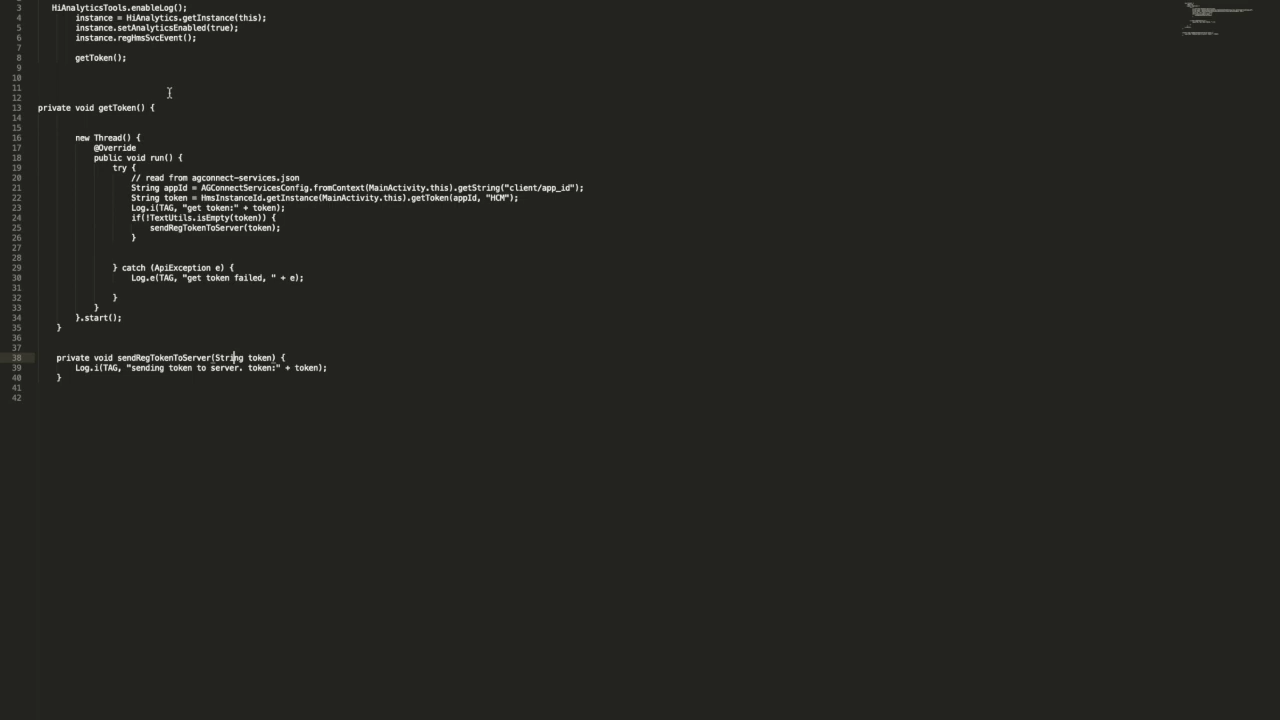 3 HiAnalyticsTools.enableLog();
4 instance = HiAnalytics.getInstance(this);
5 instance.setAnalyticsEnabled(true);
6 instance.regHmsSvcEvent();
7
8 getToken();
9
10
11
12
13 private void getToken() {
14
15
16 new Thread() {
17 @Override
18 public void run() {
19 try {
20 // read from agconnect-services.json
21 String appId = AGConnectServicesConfig.fromContext(MainActivity.this).getString("client/app_id");
22 String token = HmsInstanceId.getInstance(MainActivity.this).getToken(appId, "HCM");
23 Log.i(TAG, "get token:" + token);
24 if(!TextUtils.isEmpty(token)) {
25 sendRegTokenToServer(token);
26 }
27
28
29 } catch (ApiException e) {
30 Log.e(TAG, "get token failed, " + e);
31
32 }
33 }
34 }.start();
35 }
36
37
38 private void sendRegTokenToServer(String token) {
39 Log.i(TAG, "sending token to server. token:" + token);
40 }
41
42